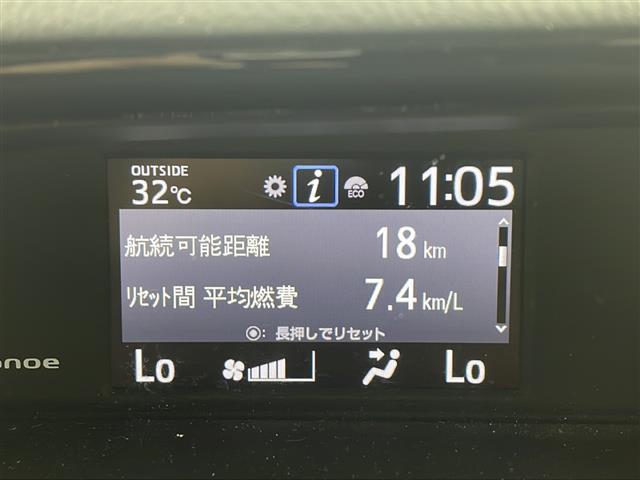 OUTSIDE
32℃
i
ECO
11:05
航続可能距離 18 km
ﾘｾｯﾄ間 平均燃費 7.4 km/L
◉: 長押しでリセット
Lo
Lo